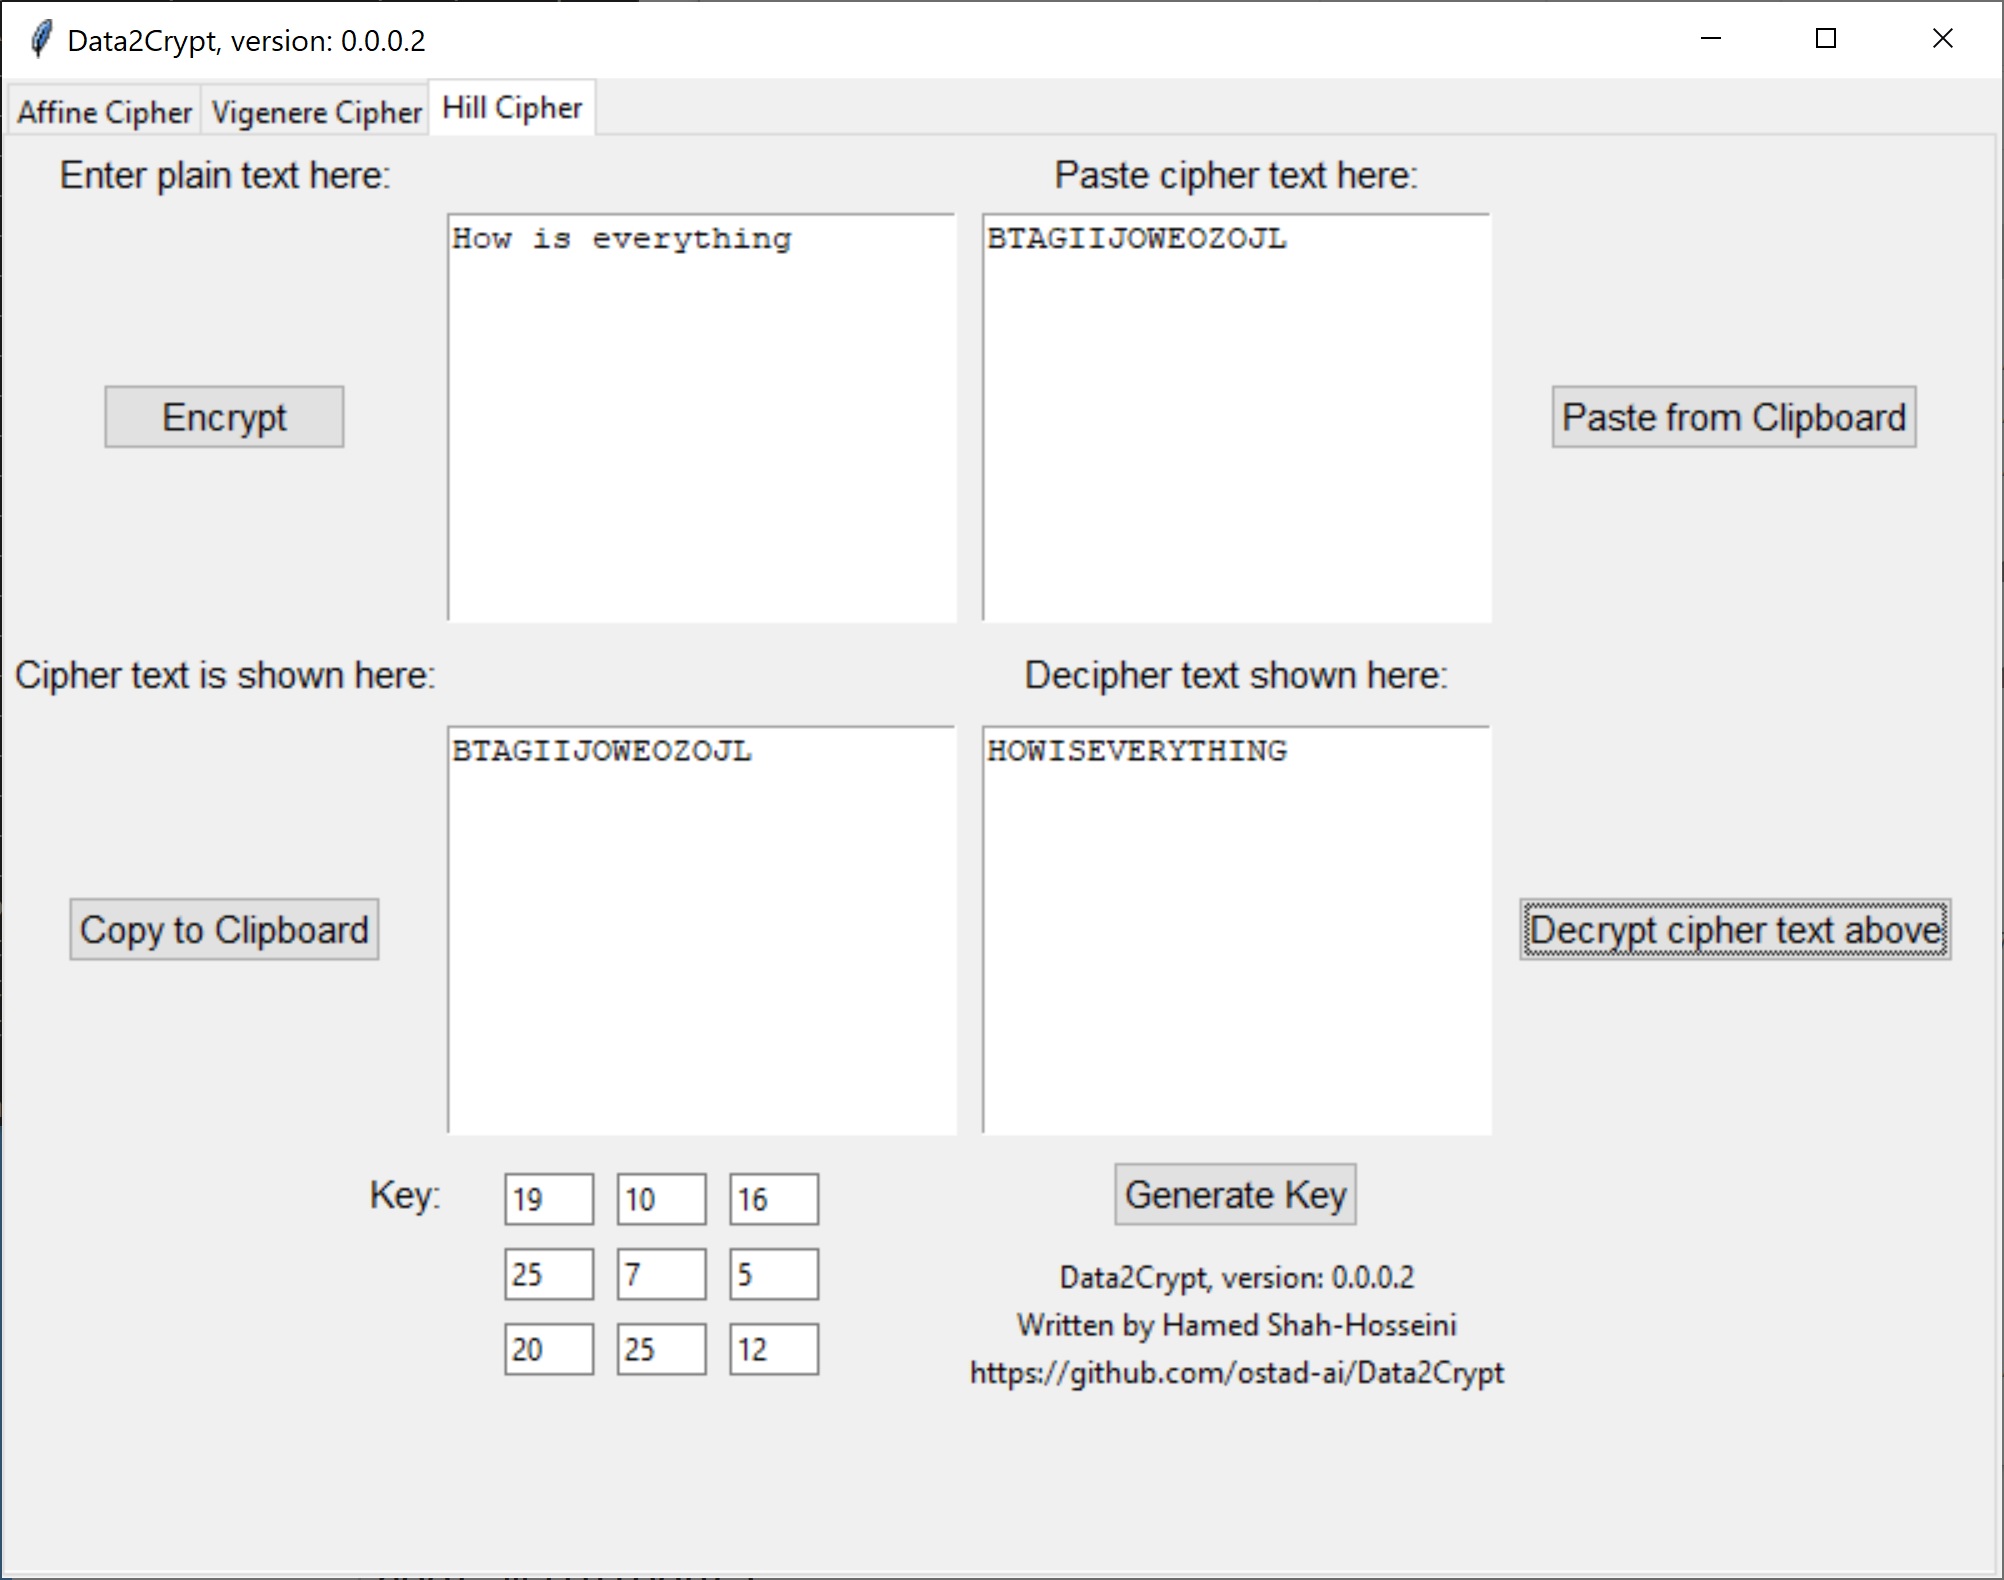 Data2Crypt, version: 0.0.0.2
Affine Cipher Vigenere Cipher Hill Cipher
Enter plain text here:
Paste cipher text here:
How is everything
BTAGIIJOWEOZOJL
Encrypt
Paste from Clipboard
Cipher text is shown here:
Decipher text shown here:
BTAGIIJOWEOZOJL
HOWISEVERYTHING
Copy to Clipboard
Decrypt cipher text above
Key:
19 10 16
25 7 5
20 25 12
Generate Key
Data2Crypt, version: 0.0.0.2
Written by Hamed Shah-Hosseini
https://github.com/ostad-ai/Data2Crypt